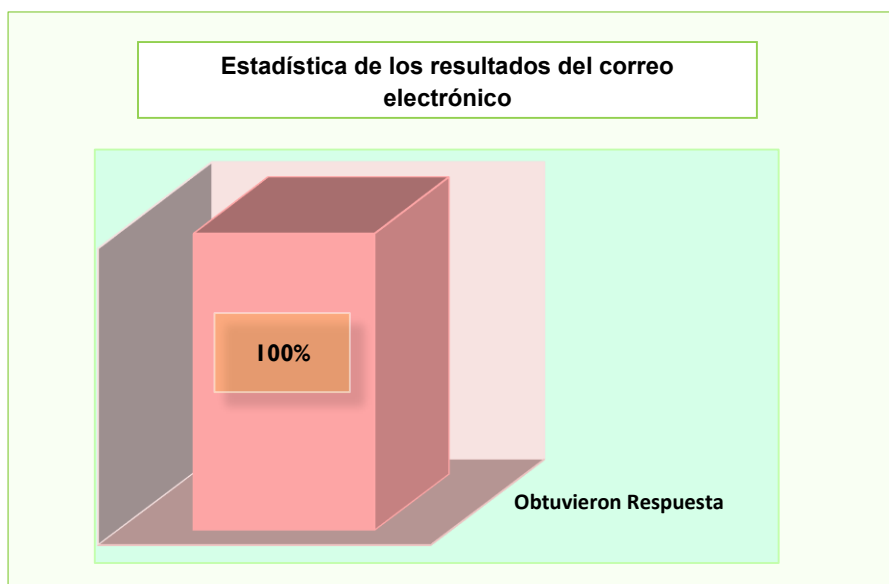 Estadística de los resultados del correo
electrónico
100%
Obtuvieron Respuesta